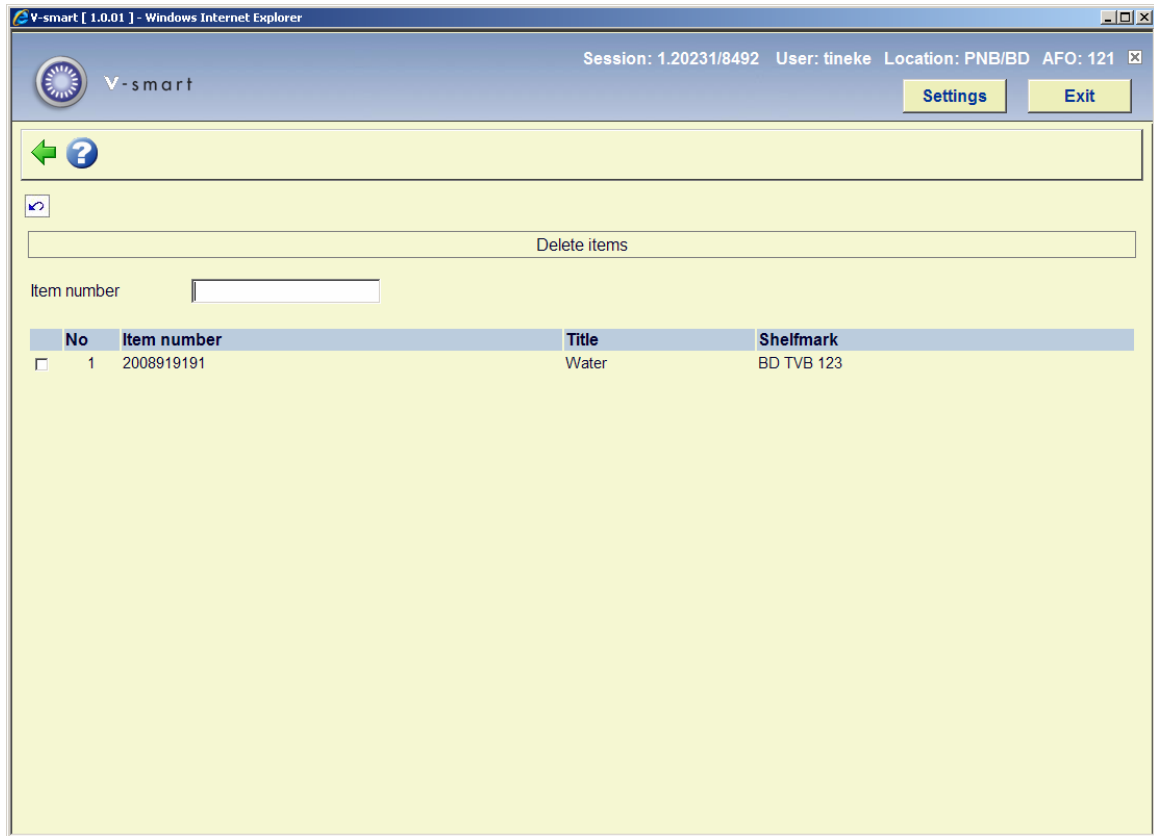 V-smart [ 1.0.01 ] - Windows Internet Explorer
Session: 1.20231/8492 User: tineke Location: PNB/BD AFO: 121
V-smart
Settings Exit
Delete items
Item number
No Item number Title Shelfmark
1 2008919191 Water BD TVB 123